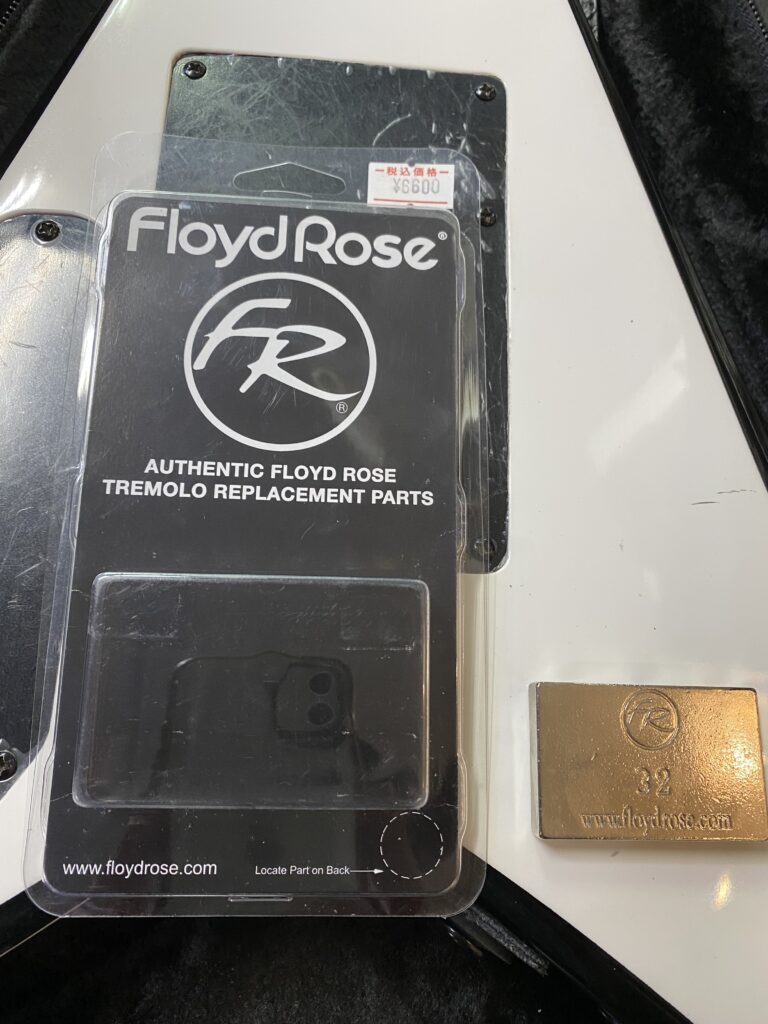 税込価格
¥6600
Floyd Rose®
FR®
AUTHENTIC FLOYD ROSE
TREMOLO REPLACEMENT PARTS
www.floydrose.com
Locate Part on Back
FR
32
www.floydrose.com